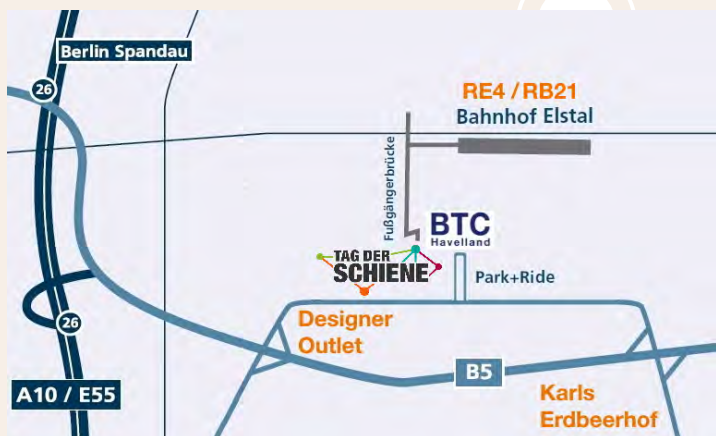 Berlin Spandau
26
RE4 / RB21
Bahnhof Elstal
Fußgängerbrücke
BTC
Havelland
TAG DER
SCHIENE
Park+Ride
Designer
Outlet
26
B5
A10 / E55
Karls
Erdbeerhof